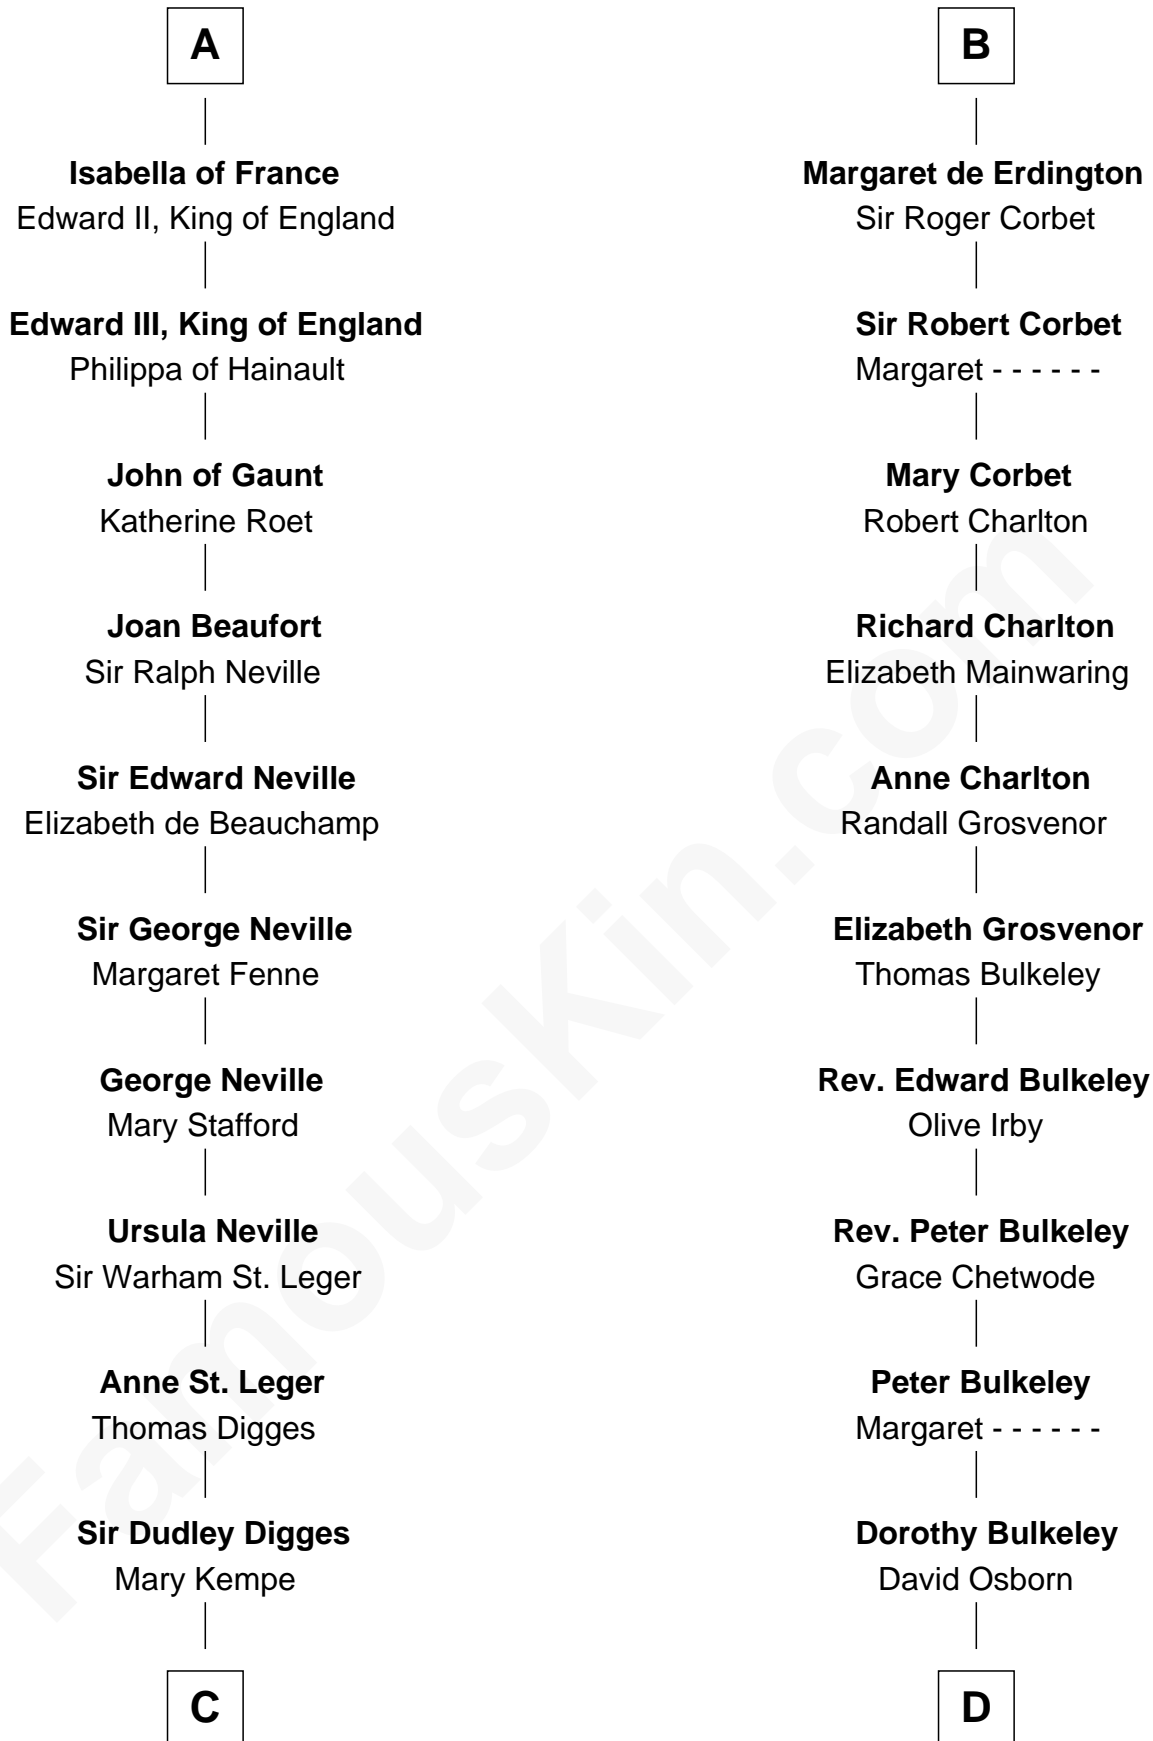 A
Isabella of France
Edward II, King of England
Edward III, King of England
Philippa of Hainault
John of Gaunt
Katherine Roet
Joan Beaufort
Sir Ralph Neville
Sir Edward Neville
Elizabeth de Beauchamp
Sir George Neville
Margaret Fenne
George Neville
Mary Stafford
Ursula Neville
Sir Warham St. Leger
Anne St. Leger
Thomas Digges
Sir Dudley Digges
Mary Kempe
C
B
Margaret de Erdington
Sir Roger Corbet
Sir Robert Corbet
Margaret - - - - - -
Mary Corbet
Robert Charlton
Richard Charlton
Elizabeth Mainwaring
Anne Charlton
Randall Grosvenor
Elizabeth Grosvenor
Thomas Bulkeley
Rev. Edward Bulkeley
Olive Irby
Rev. Peter Bulkeley
Grace Chetwode
Peter Bulkeley
Margaret - - - - - -
Dorothy Bulkeley
David Osborn
D
FamousKin.com